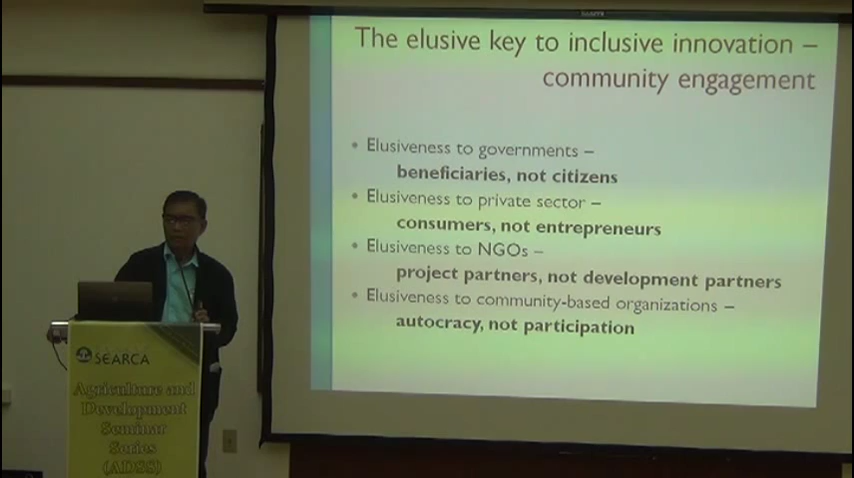 The elusive key to inclusive innovation –
community engagement
• Elusiveness to governments –
beneficiaries, not citizens
• Elusiveness to private sector –
consumers, not entrepreneurs
• Elusiveness to NGOs –
project partners, not development partners
• Elusiveness to community-based organizations –
autocracy, not participation
SEARCA
Agriculture and
Development
Seminar
Series
(ADSS)